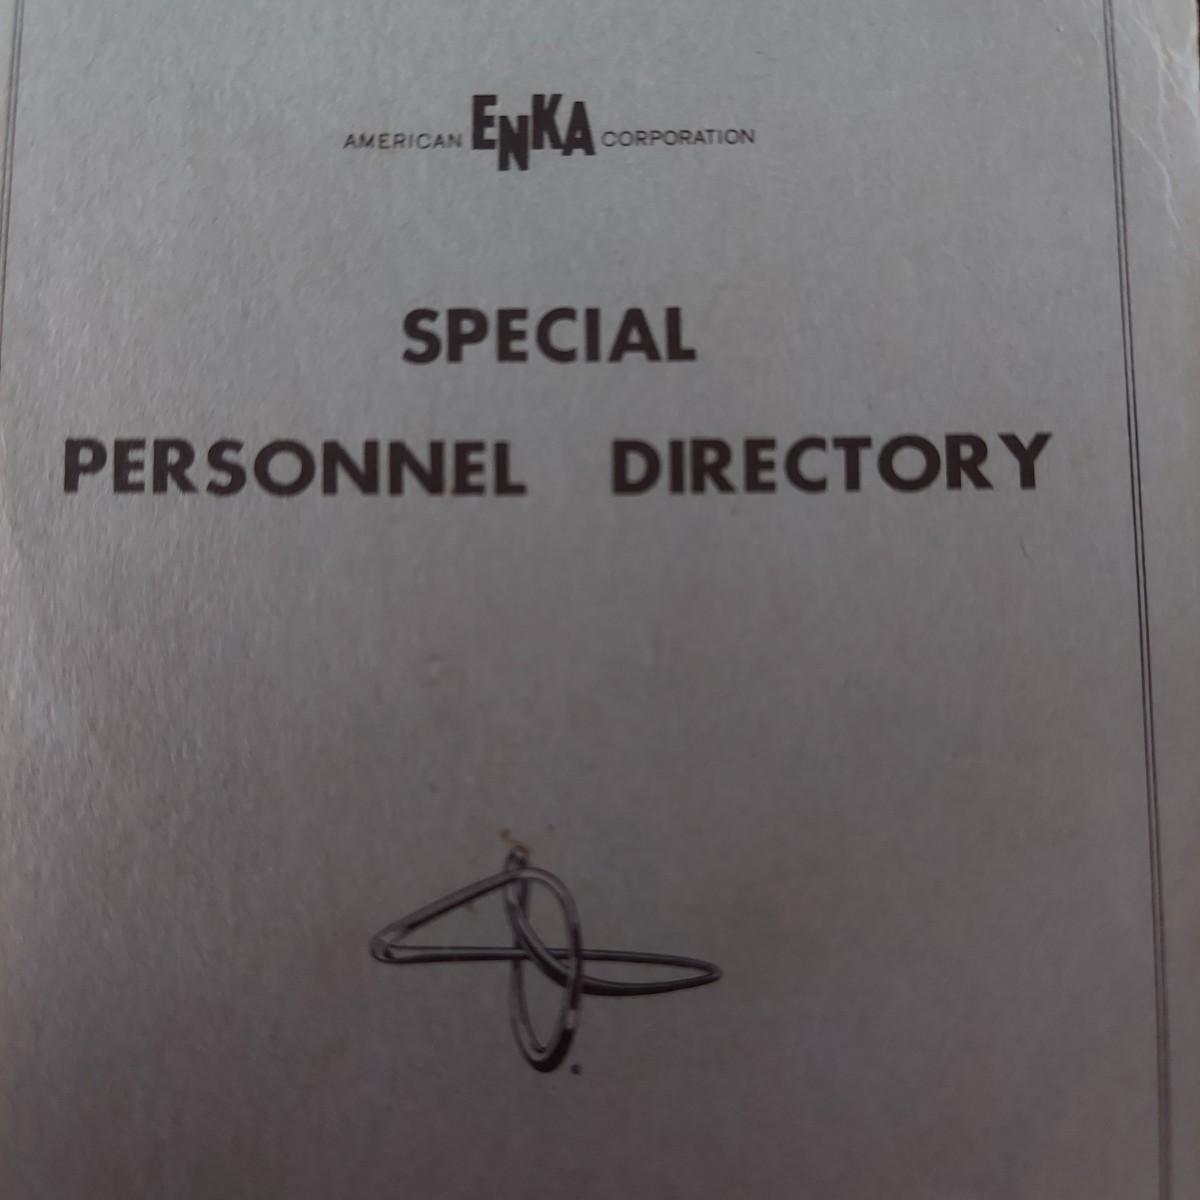 AMERICAN ENKA CORPORATION
SPECIAL
PERSONNEL DIRECTORY